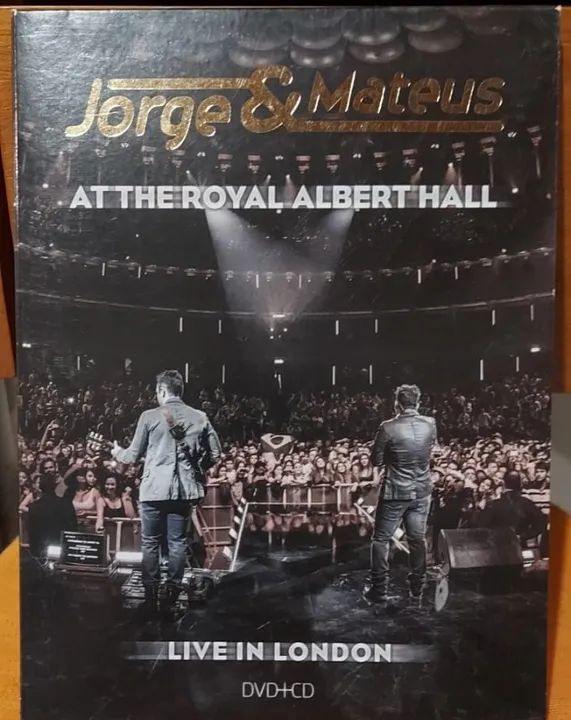 Jorge & Mateus
AT THE ROYAL ALBERT HALL
LIVE IN LONDON
DVD+CD